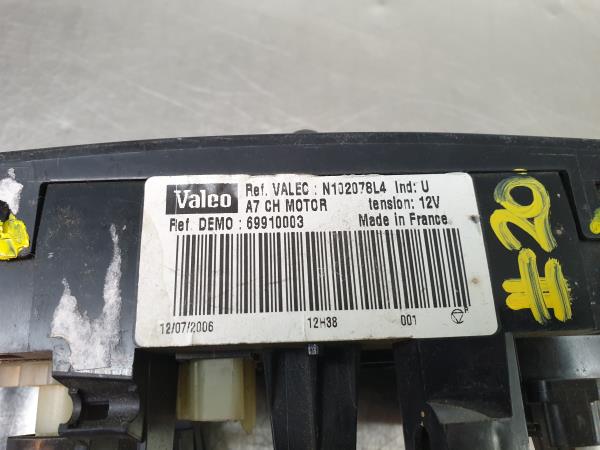 Valeo
Ref. VALEC : N102078L4 Ind: U
A7 CH MOTOR tension: 12V
Ref. DEMO : 69910003 Made in France
12/07/2006 12H38 001
P
#20